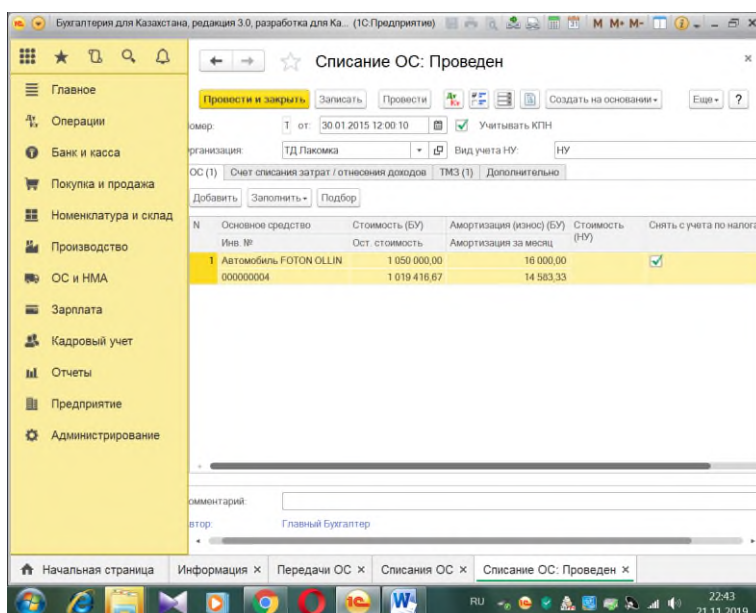 Бухгалтерия для Казахстана, редакция 3.0, разработка для Ка... (1С:Предприятие)
M M+ M-
Списание ОС: Проведен
Провести и закрыть Записать Провести Создать на основании Еще ?
омер: Т от: 30.01.2015 12:00:10 Учитывать КПН
рганизация: ТД Лакомка Вид учета НУ: НУ
ОС (1) Счет списания затрат / отнесения доходов ТМЗ (1) Дополнительно
Добавить Заполнить Подбор
N Основное средство Стоимость (БУ) Амортизация (износ) (БУ) Стоимость (НУ) Снять с учета по налога
Инв. № Ост. стоимость Амортизация за месяц
1 Автомобиль FOTON OLLIN 1 050 000,00 16 000,00
000000004 1 019 416,67 14 583,33
омментарий:
втор: Главный Бухгалтер
Главное
Операции
Банк и касса
Покупка и продажа
Номенклатура и склад
Производство
ОС и НМА
Зарплата
Кадровый учет
Отчеты
Предприятие
Администрирование
Начальная страница Информация × Передачи ОС × Списания ОС × Списание ОС: Проведен ×
RU 22:43
21.11.2019